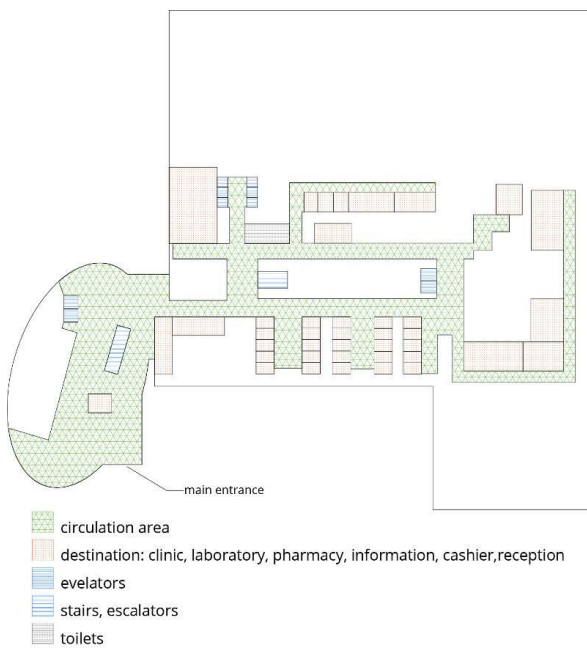 main entrance
circulation area
destination: clinic, laboratory, pharmacy, information, cashier,reception
evelators
stairs, escalators
toilets